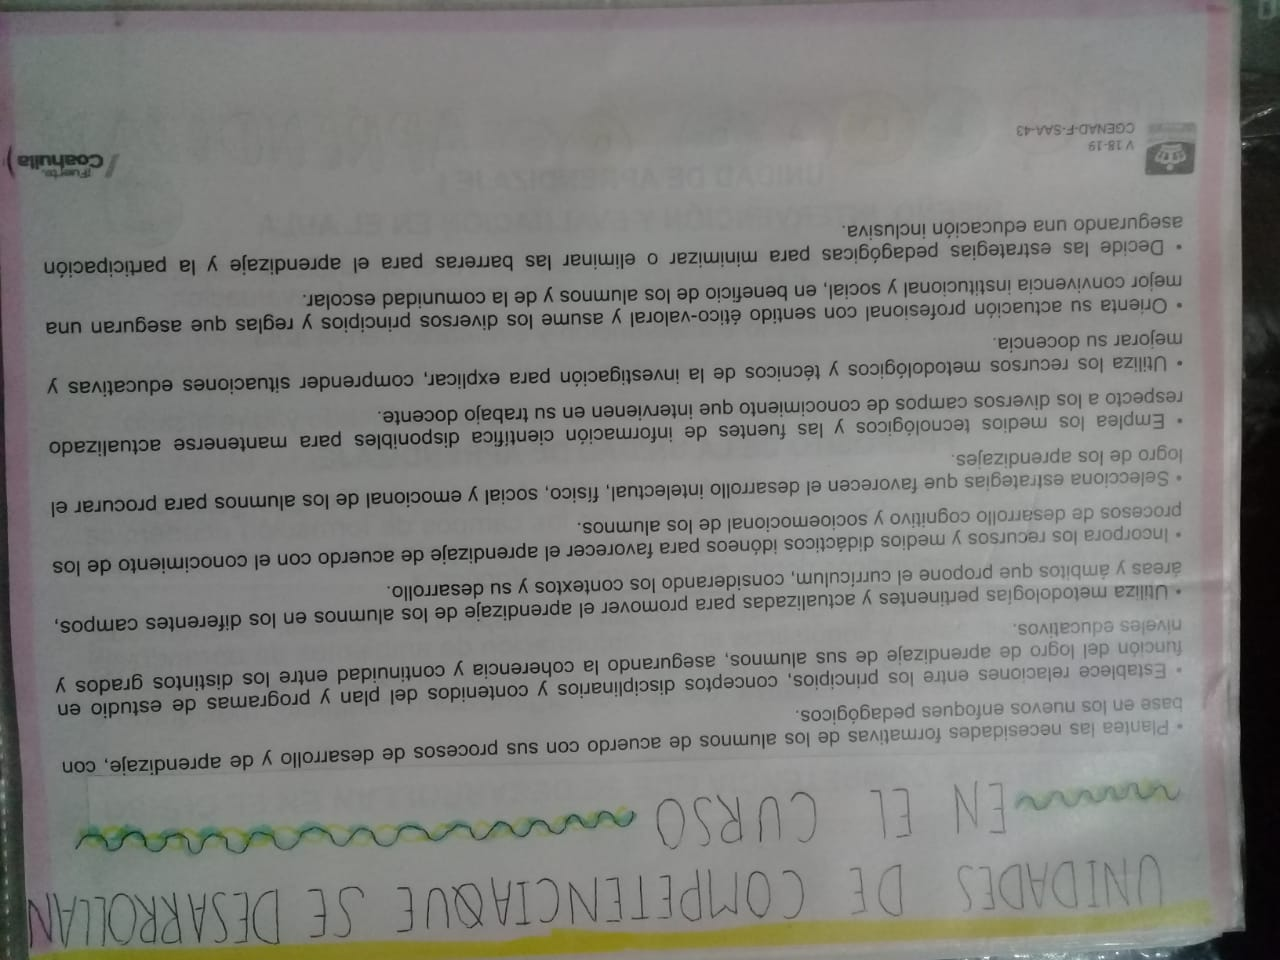 UNIDADES DE COMPETENCIA QUE SE DESARROLLAN
EN EL CURSO
• Plantea las necesidades formativas de los alumnos de acuerdo con sus procesos de desarrollo y de aprendizaje, con
base en los nuevos enfoques pedagógicos.
• Establece relaciones entre los principios, conceptos disciplinarios y contenidos del plan y programas de estudio en
función del logro de aprendizaje de sus alumnos, asegurando la coherencia y continuidad entre los distintos grados y
niveles educativos.
• Utiliza metodologías pertinentes y actualizadas para promover el aprendizaje de los alumnos en los diferentes campos,
áreas y ámbitos que propone el currículum, considerando los contextos y su desarrollo.
• Incorpora los recursos y medios didácticos idóneos para favorecer el aprendizaje de acuerdo con el conocimiento de los
procesos de desarrollo cognitivo y socioemocional de los alumnos.
• Selecciona estrategias que favorecen el desarrollo intelectual, físico, social y emocional de los alumnos para procurar el
logro de los aprendizajes.
• Emplea los medios tecnológicos y las fuentes de información científica disponibles para mantenerse actualizado
respecto a los diversos campos de conocimiento que intervienen en su trabajo docente.
• Utiliza los recursos metodológicos y técnicos de la investigación para explicar, comprender situaciones educativas y
mejorar su docencia.
• Orienta su actuación profesional con sentido ético-valoral y asume los diversos principios y reglas que aseguran una
mejor convivencia institucional y social, en beneficio de los alumnos y de la comunidad escolar.
• Decide las estrategias pedagógicas para minimizar o eliminar las barreras para el aprendizaje y la participación
asegurando una educación inclusiva.
V 18-19
CGENAD-F-SAA-43
¡Fuerte,
Coahuila
UNIDAD DE APRENDIZAJE I
DISEÑO, INTERVENCIÓN Y EVALUACIÓN EN EL AULA